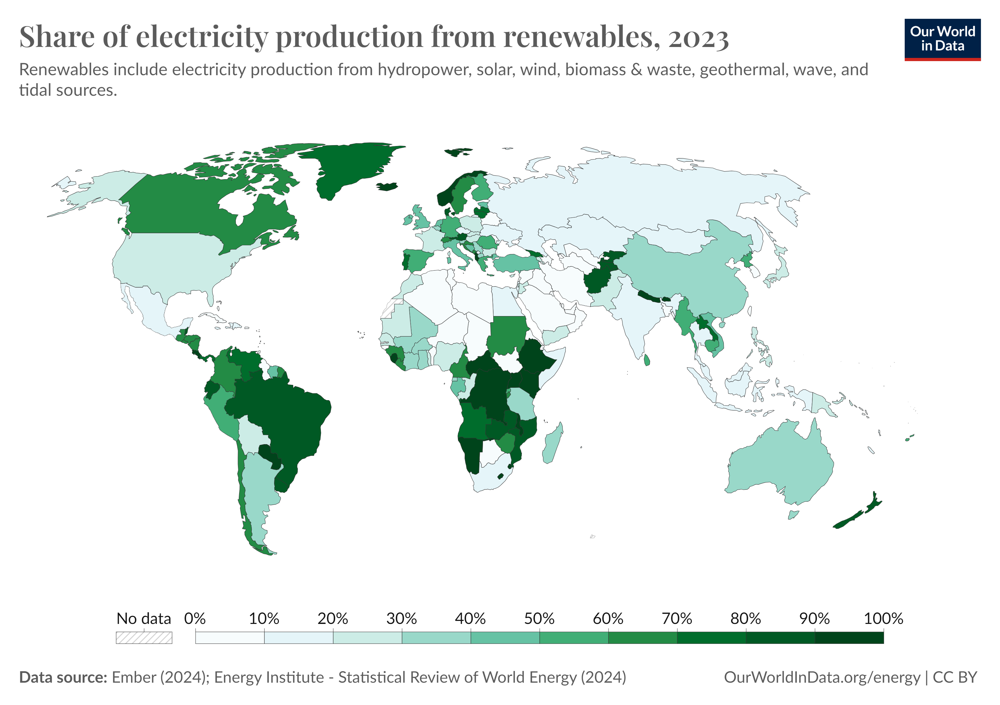 Share of electricity production from renewables, 2023
Our World
in Data
Renewables include electricity production from hydropower, solar, wind, biomass & waste, geothermal, wave, and
tidal sources.
No data 0% 10% 20% 30% 40% 50% 60% 70% 80% 90% 100%
Data source: Ember (2024); Energy Institute - Statistical Review of World Energy (2024)
OurWorldInData.org/energy | CC BY